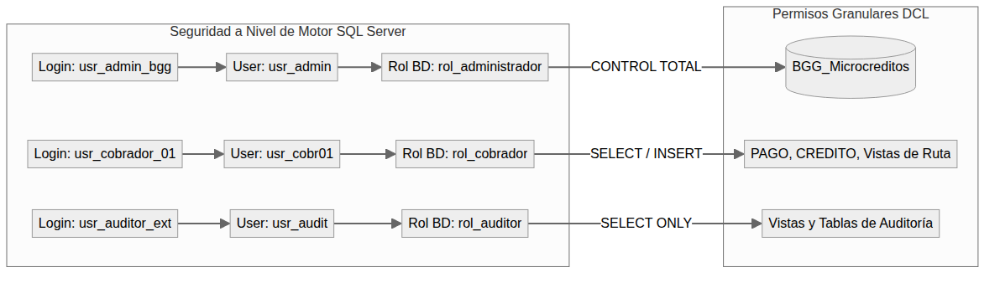 Seguridad a Nivel de Motor SQL Server
Permisos Granulares DCL
Login: usr_admin_bgg
User: usr_admin
Rol BD: rol_administrador
CONTROL TOTAL
BGG_Microcreditos
Login: usr_cobrador_01
User: usr_cobr01
Rol BD: rol_cobrador
SELECT / INSERT
PAGO, CREDITO, Vistas de Ruta
Login: usr_auditor_ext
User: usr_audit
Rol BD: rol_auditor
SELECT ONLY
Vistas y Tablas de Auditoría